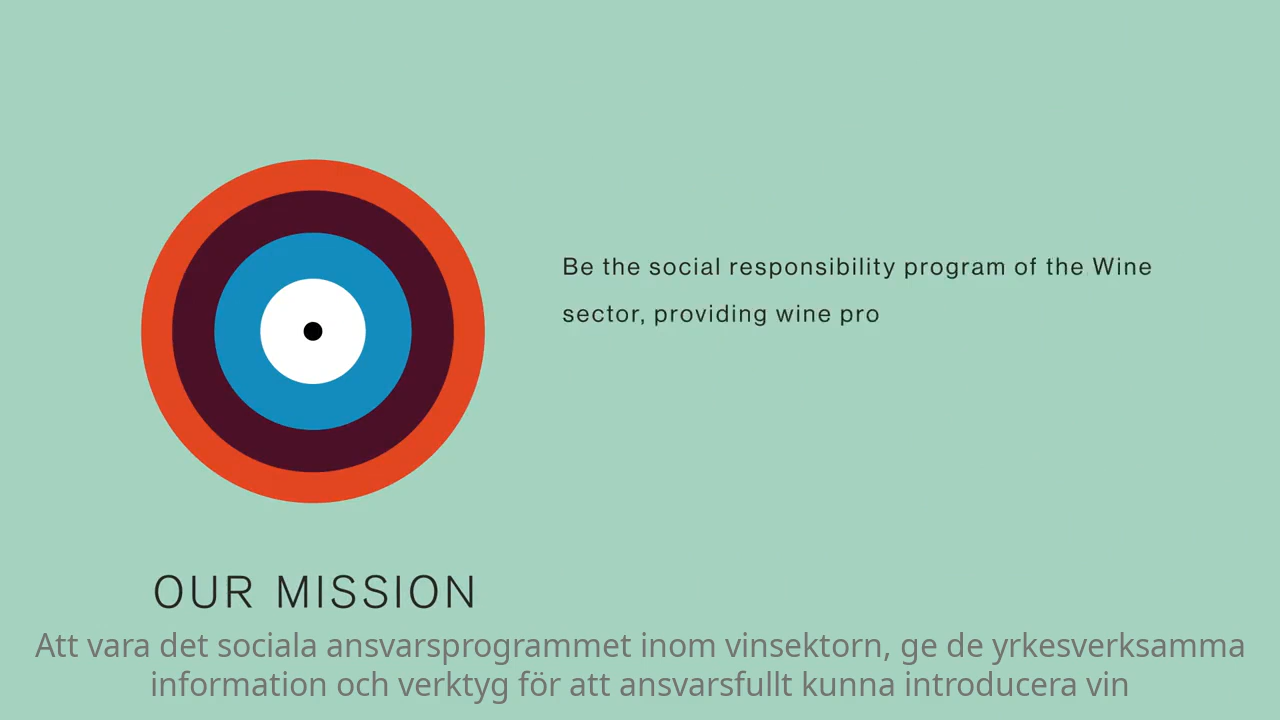 Be the social responsibility program of the Wine
sector, providing wine pro
OUR MISSION
Att vara det sociala ansvarsprogrammet inom vinsektorn, ge de yrkesverksamma
information och verktyg för att ansvarsfullt kunna introducera vin